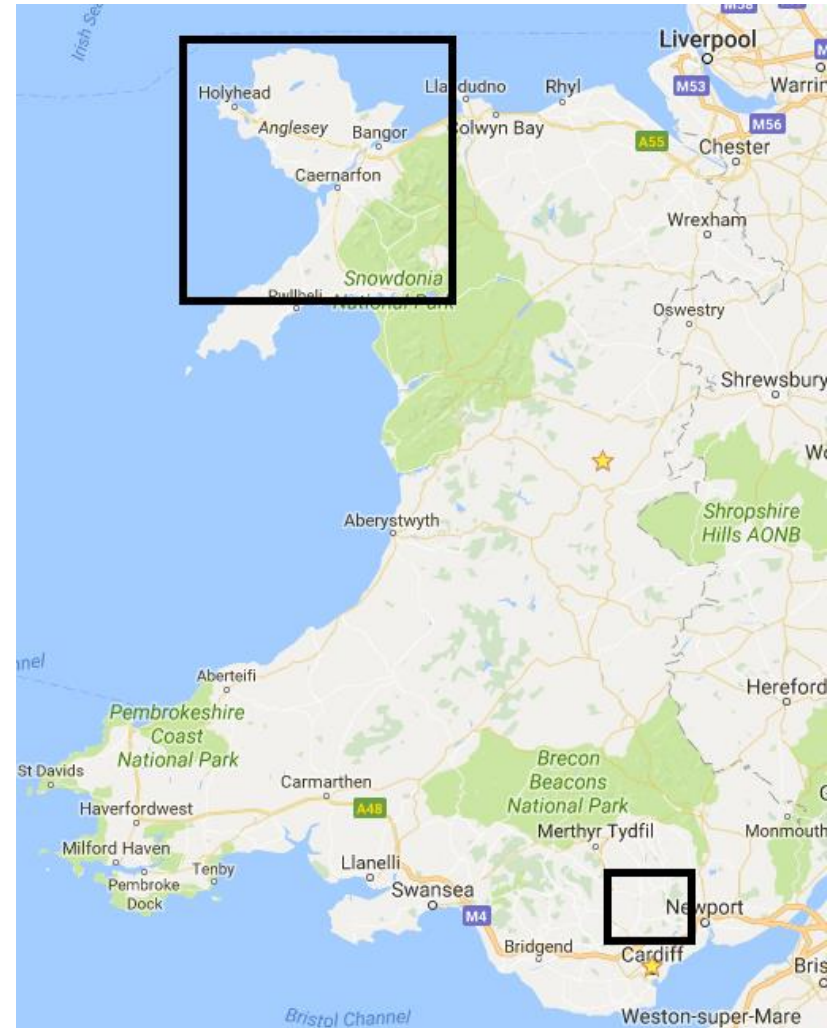 M58
Irish Sea
Liverpool
M53
Warrin
Llandudno
Rhyl
Holyhead
Anglesey
Bangor
Colwyn Bay
M56
A55
Chester
Caernarfon
Wrexham
Snowdonia
National Park
Pwllheli
Oswestry
Shrewsbury
Shropshire
Hills AONB
Aberystwyth
nnel
Aberteifi
Hereford
Pembrokeshire
Coast
National Park
St Davids
Brecon
Beacons
National Park
Carmarthen
A48
Haverfordwest
Merthyr Tydfil
Monmouth
Milford Haven
Tenby
Llanelli
Pembroke
Dock
Swansea
M4
Newport
Bridgend
Cardiff
Bris
Bristol Channel
Weston-super-Mare